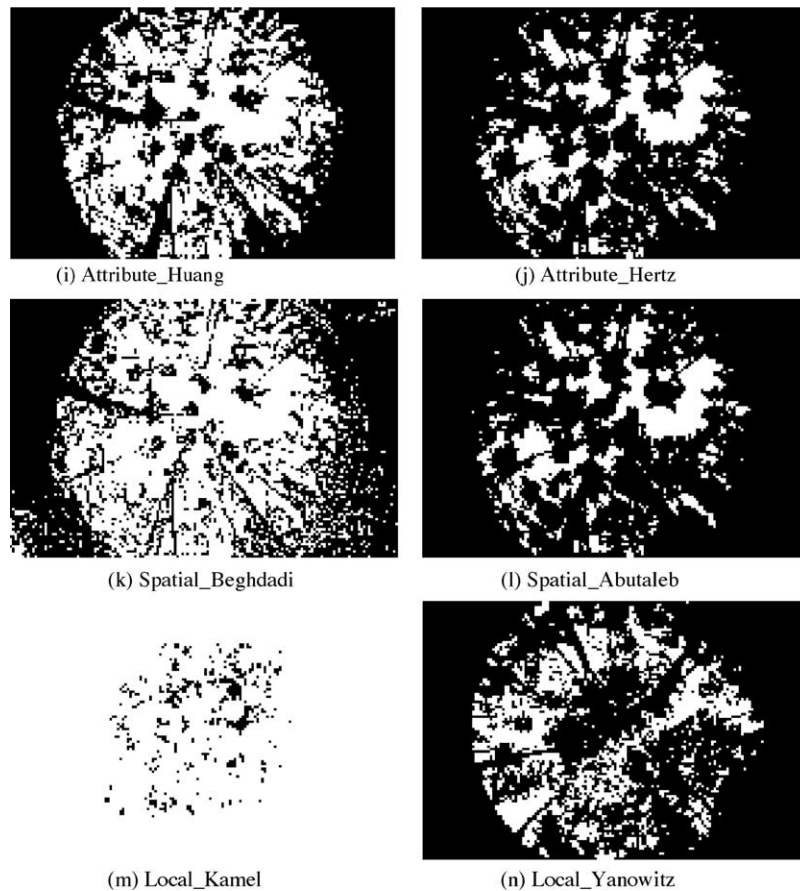 (i) Attribute_Huang
(j) Attribute_Hertz
(k) Spatial_Beghdadi
(l) Spatial_Abutaleb
(m) Local_Kamel
(n) Local_Yanowitz